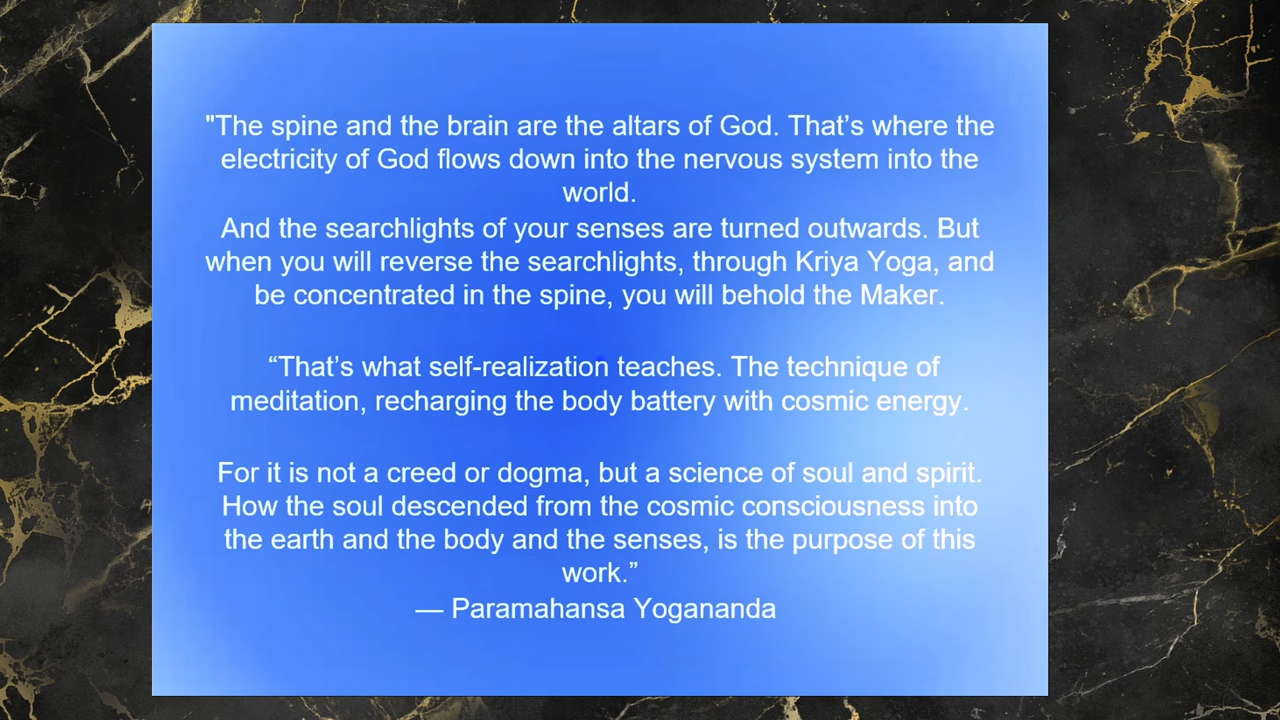 "The spine and the brain are the altars of God. That’s where the
electricity of God flows down into the nervous system into the
world.
And the searchlights of your senses are turned outwards. But
when you will reverse the searchlights, through Kriya Yoga, and
be concentrated in the spine, you will behold the Maker.
“That’s what self-realization teaches. The technique of
meditation, recharging the body battery with cosmic energy.
For it is not a creed or dogma, but a science of soul and spirit.
How the soul descended from the cosmic consciousness into
the earth and the body and the senses, is the purpose of this
work.”
— Paramahansa Yogananda